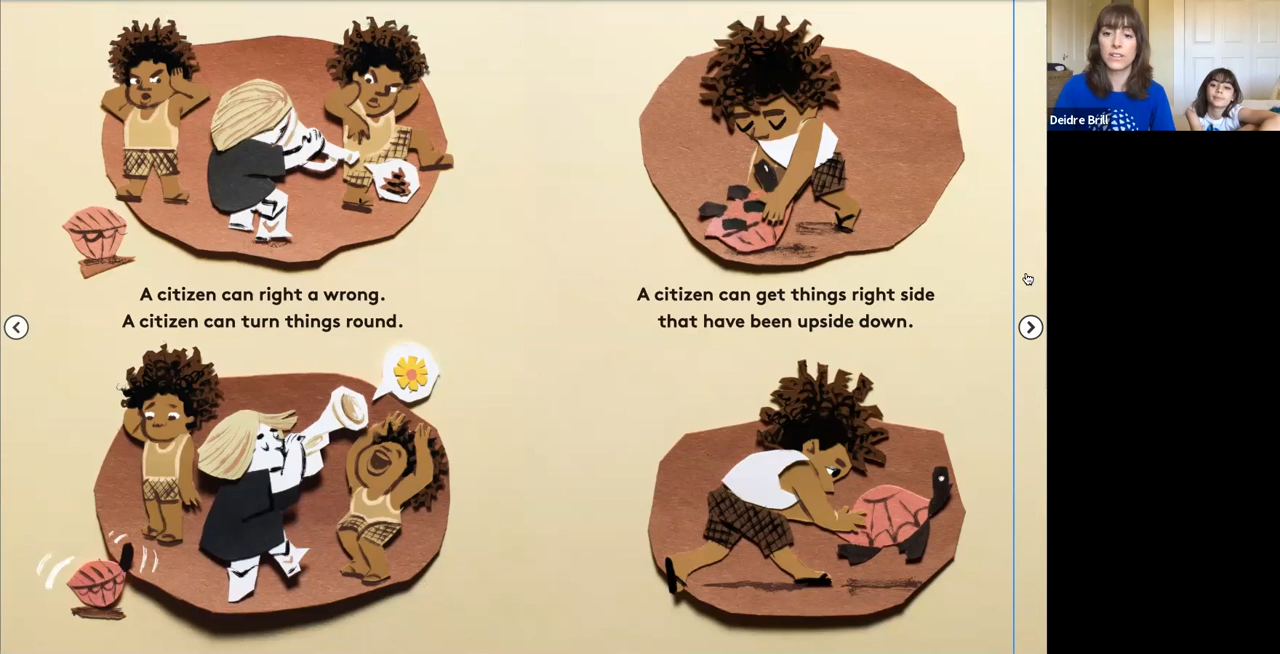 A citizen can right a wrong.
A citizen can turn things round.
A citizen can get things right side
that have been upside down.
Deidre Brill